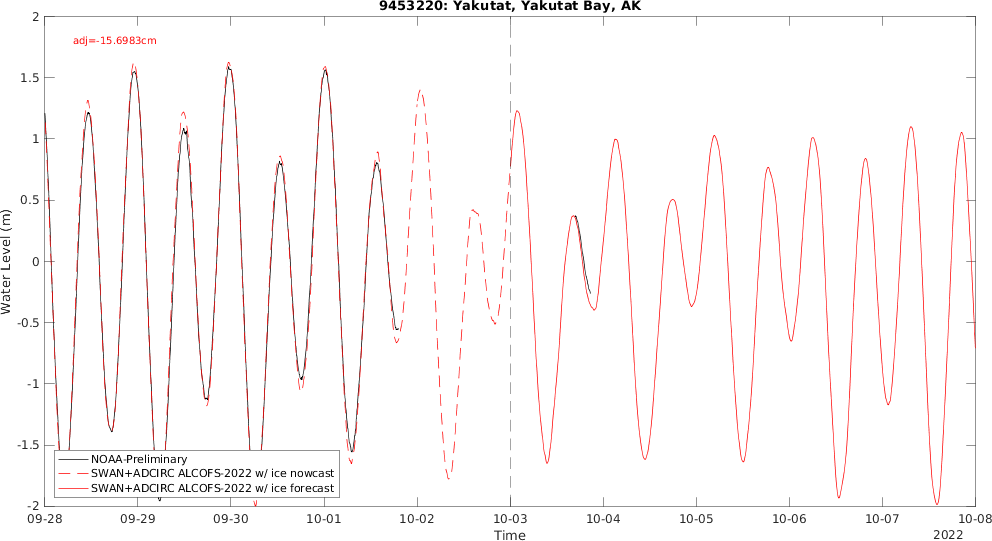 9453220: Yakutat, Yakutat Bay, AK
adj=-15.6983cm
Water Level (m)
2
1.5
1
0.5
0
-0.5
-1
-1.5
-2
NOAA-Preliminary
SWAN+ADCIRC ALCOFS-2022 w/ ice nowcast
SWAN+ADCIRC ALCOFS-2022 w/ ice forecast
09-28 09-29 09-30 10-01 10-02 10-03 10-04 10-05 10-06 10-07 10-08
Time
2022